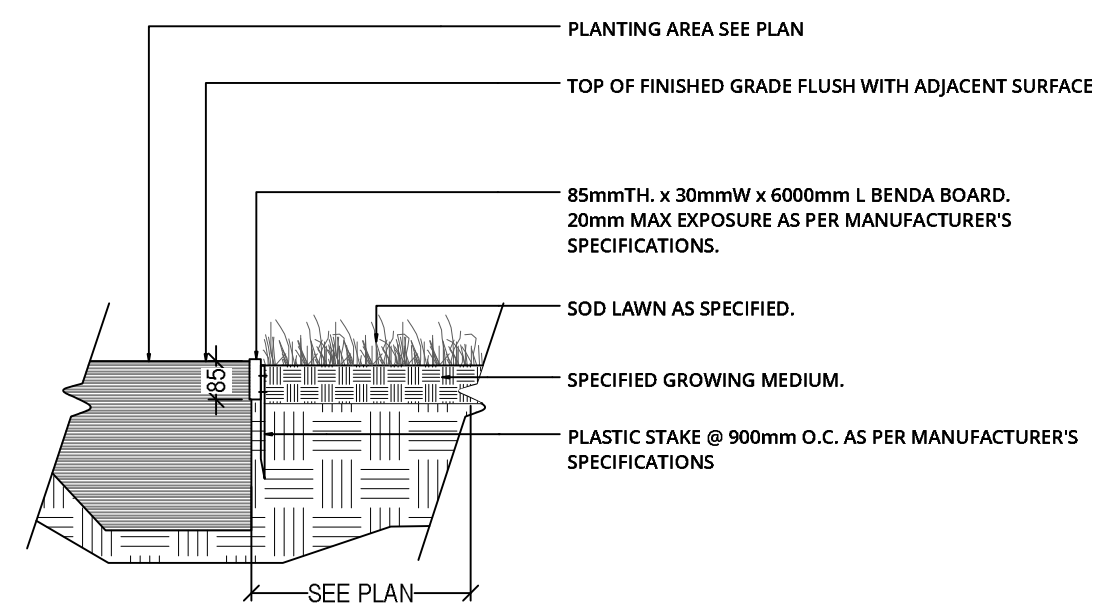 PLANTING AREA SEE PLAN
TOP OF FINISHED GRADE FLUSH WITH ADJACENT SURFACE
85mmTH. x 30mmW x 6000mm L BENDA BOARD.
20mm MAX EXPOSURE AS PER MANUFACTURER'S
SPECIFICATIONS.
SOD LAWN AS SPECIFIED.
85
SPECIFIED GROWING MEDIUM.
PLASTIC STAKE @ 900mm O.C. AS PER MANUFACTURER'S
SPECIFICATIONS
SEE PLAN